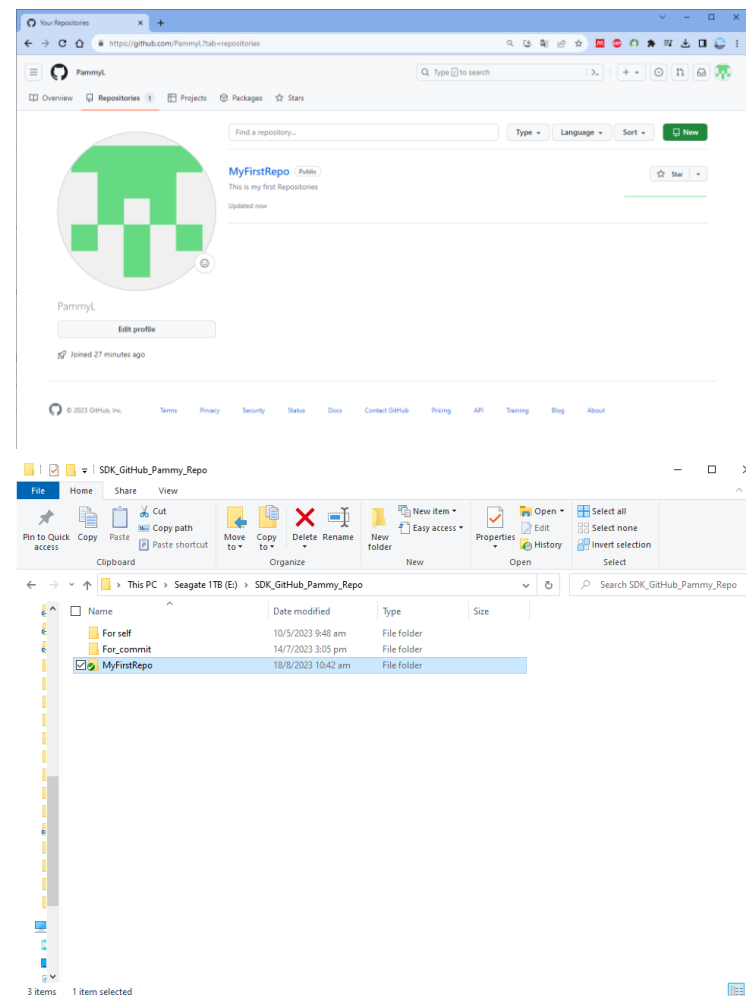 Your Repositories
https://github.com/PammyL?tab=repositories
PammyL
Type / to search
Overview Repositories 1 Projects Packages Stars
Find a repository...
Type Language Sort New
MyFirstRepo Public
Star
This is my first Repositories
Updated now
PammyL
Edit profile
Joined 27 minutes ago
© 2023 GitHub, Inc. Terms Privacy Security Status Docs Contact GitHub Pricing API Training Blog About
SDK_GitHub_Pammy_Repo
File Home Share View
Pin to Quick access
Copy
Paste
Cut
Copy path
Paste shortcut
Move to
Copy to
Delete
Rename
New folder
New item
Easy access
Properties
Open
Edit
History
Select all
Select none
Invert selection
Clipboard Organize New Open Select
This PC > Seagate 1TB (E:) > SDK_GitHub_Pammy_Repo
Search SDK_GitHub_Pammy_Repo
Name Date modified Type Size
For self 10/5/2023 9:48 am File folder
For_commit 14/7/2023 3:05 pm File folder
MyFirstRepo 18/8/2023 10:42 am File folder
3 items 1 item selected